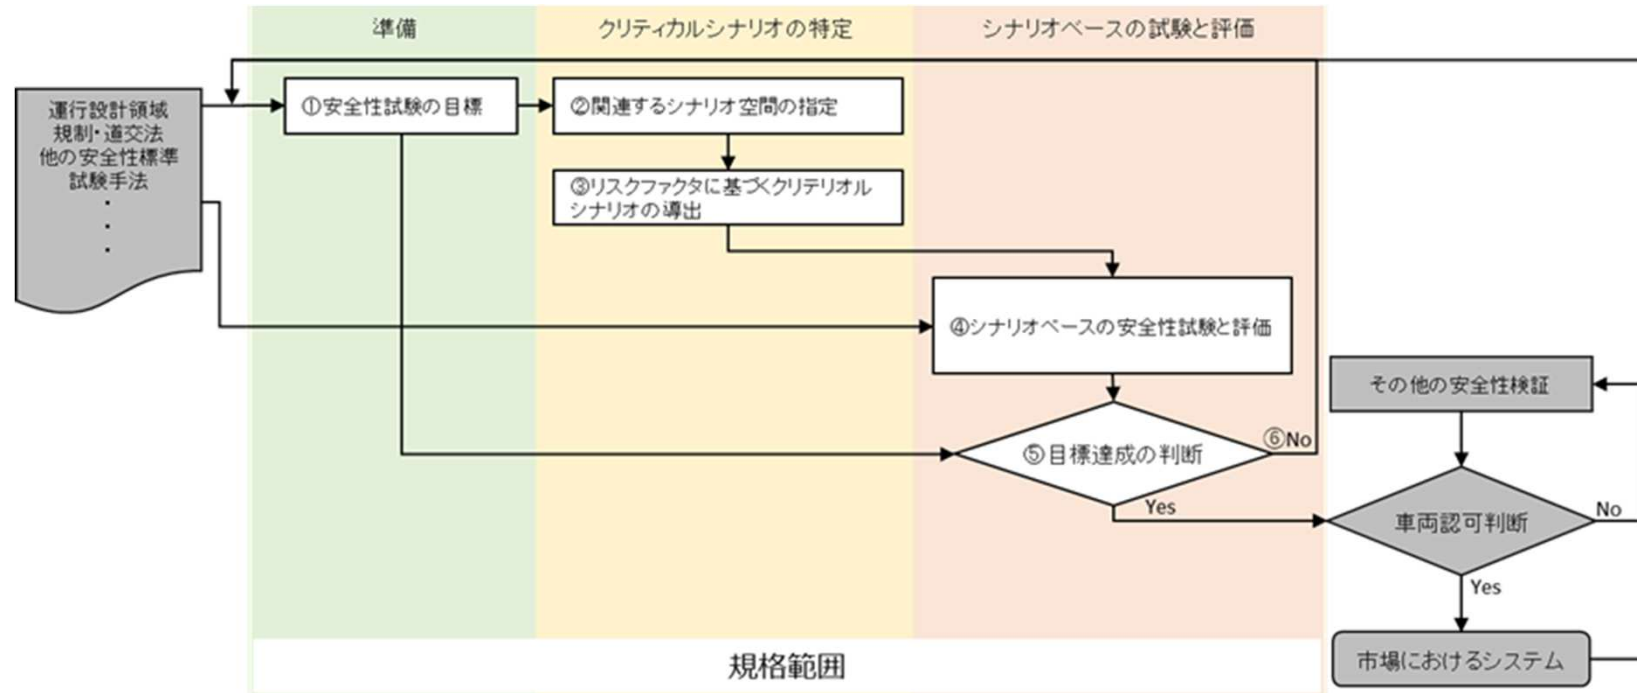 準備
クリティカルシナリオの特定
シナリオベースの試験と評価
運行設計領域
規制・道交法
他の安全性標準
試験手法
・
・
・
①安全性試験の目標
②関連するシナリオ空間の指定
③リスクファクタに基づくクリテリオル
シナリオの導出
④シナリオベースの安全性試験と評価
⑤目標達成の判断
⑥No
Yes
その他の安全性検証
車両認可判断
No
Yes
市場におけるシステム
規格範囲